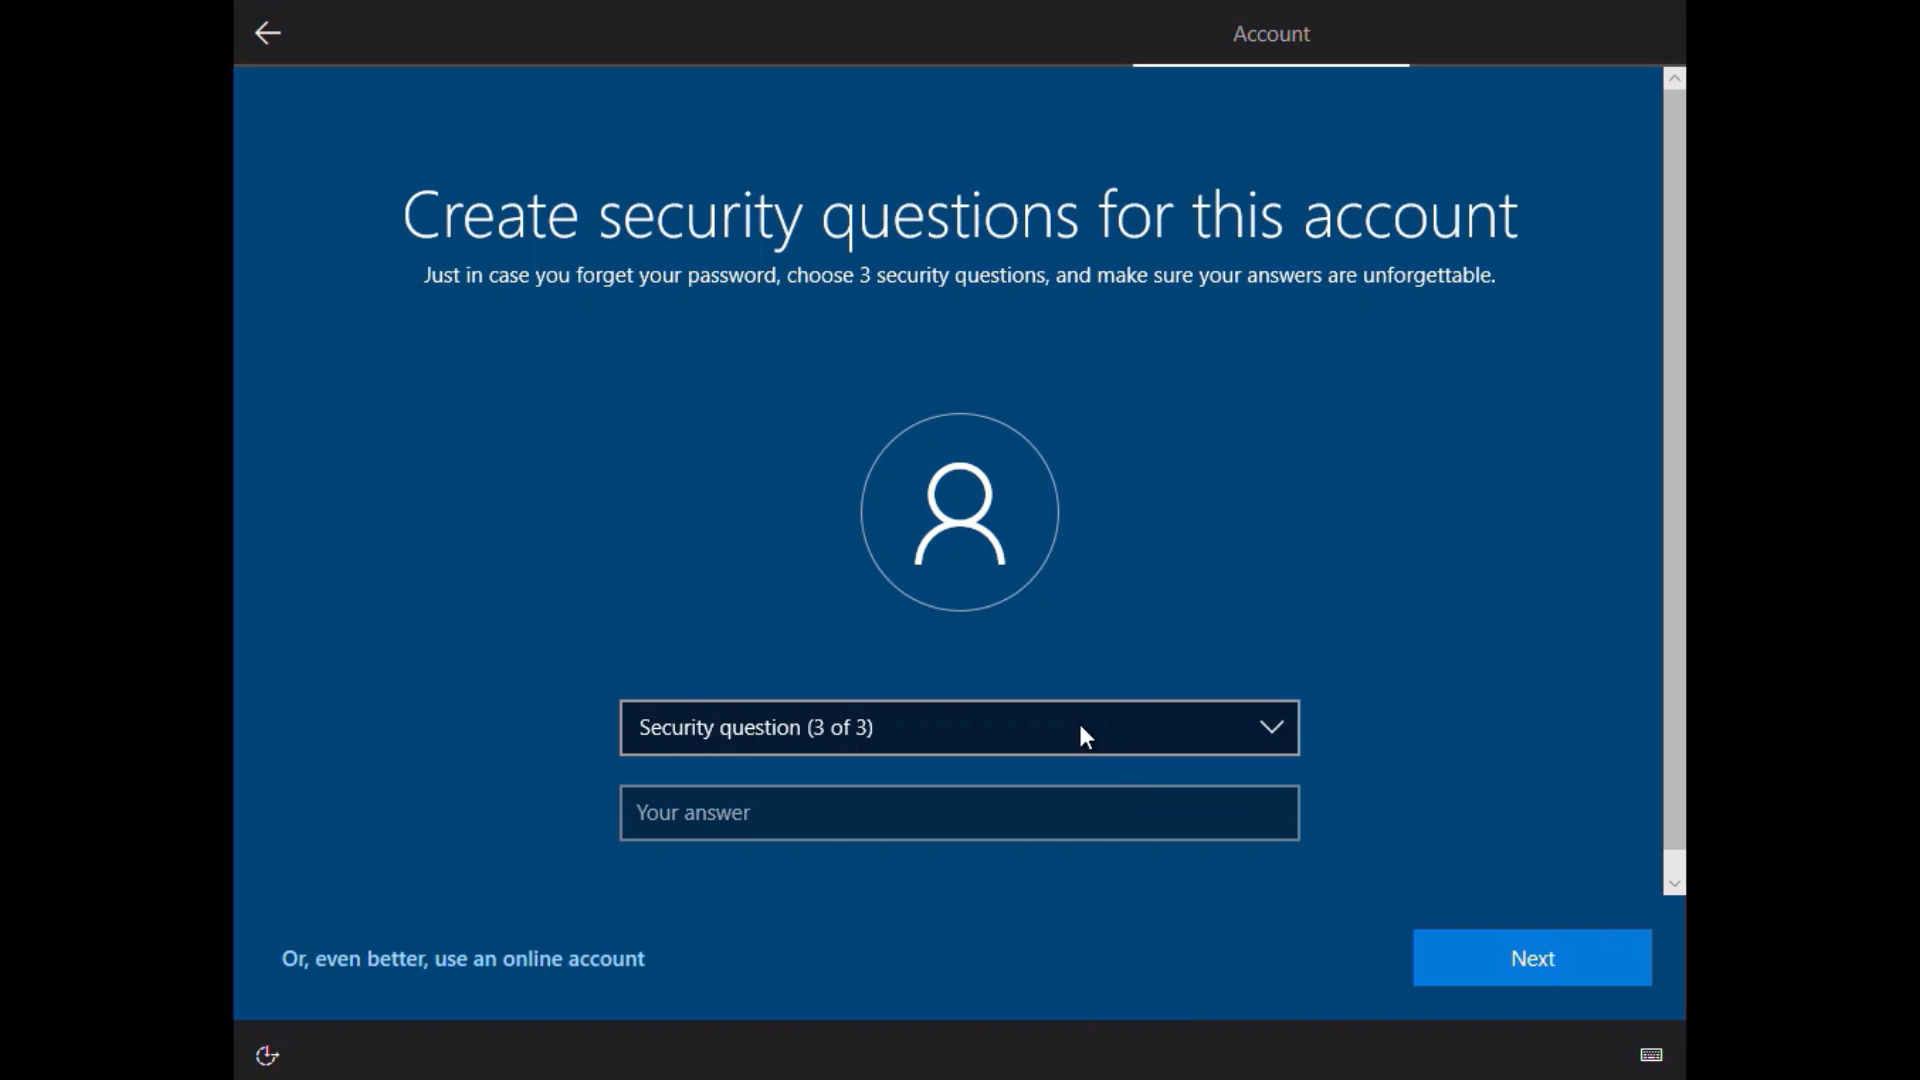 Account
Create security questions for this account
Just in case you forget your password, choose 3 security questions, and make sure your answers are unforgettable.
Security question (3 of 3)
Your answer
Or, even better, use an online account
Next